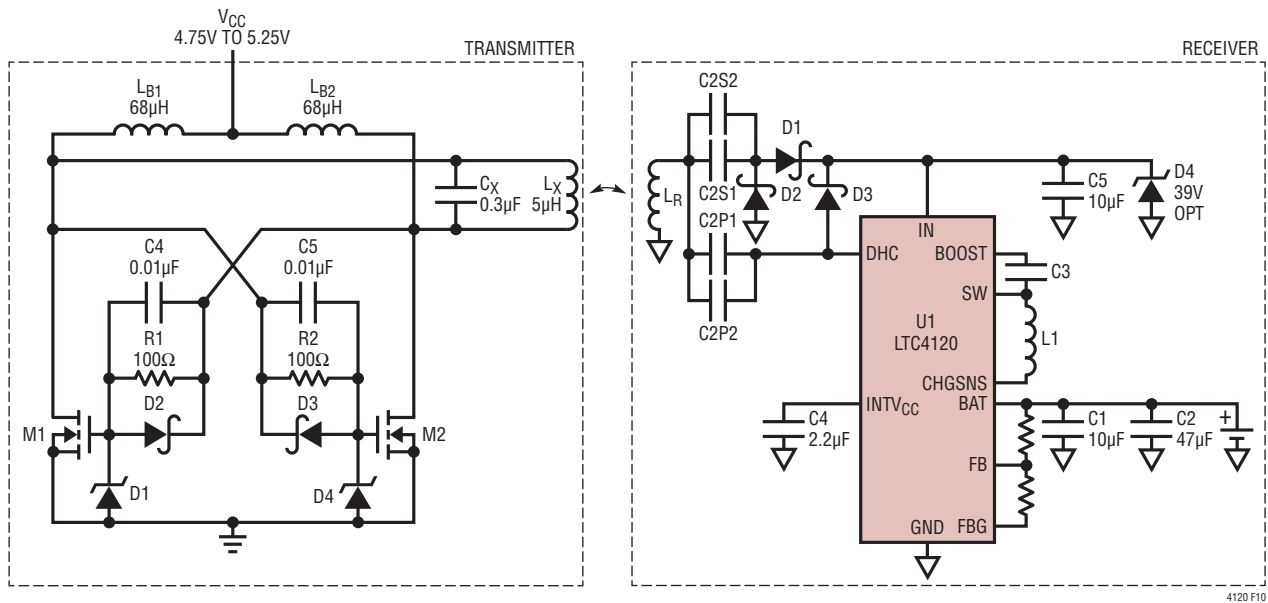 V_CC
4.75V TO 5.25V
TRANSMITTER
L_B1
68µH
L_B2
68µH
C_X
0.3µF
L_X
5µH
C4
0.01µF
C5
0.01µF
R1
100Ω
R2
100Ω
D2
D3
M1
M2
D1
D4
RECEIVER
C2S2
D1
L_R
C2S1
D2
D3
C2P1
C2P2
C5
10µF
D4
39V
OPT
IN
DHC
BOOST
C3
SW
U1
LTC4120
L1
CHGSNS
INTV_CC
BAT
C4
2.2µF
C1
10µF
C2
47µF
+
FB
GND
FBG
4120 F10